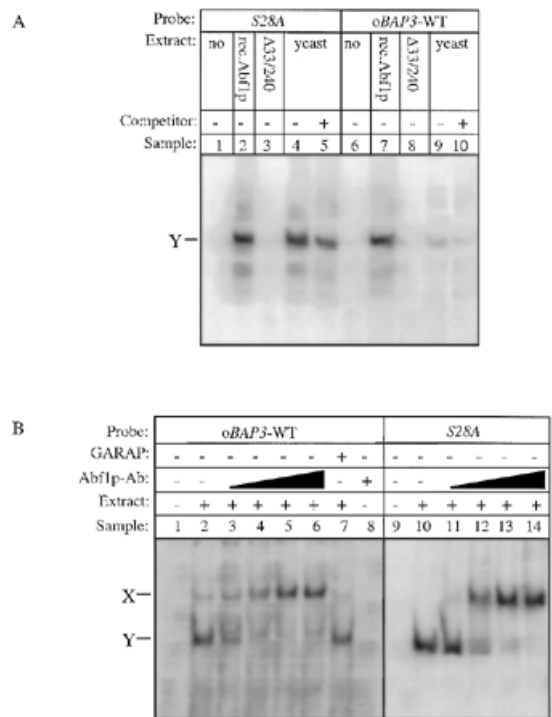 A
Probe: S28A oBAP3-WT
Extract: no rec.Abf1p Δ33/240 yeast no rec.Abf1p Δ33/240 yeast
Competitor: - - - - + - - - - +
Sample: 1 2 3 4 5 6 7 8 9 10
Y
B
Probe: oBAP3-WT S28A
GARAP: - - - - - - + - - - - - - -
Abf1p-Ab: - - - + - -
Extract: - + + + + + + - - + + + + +
Sample: 1 2 3 4 5 6 7 8 9 10 11 12 13 14
X
Y